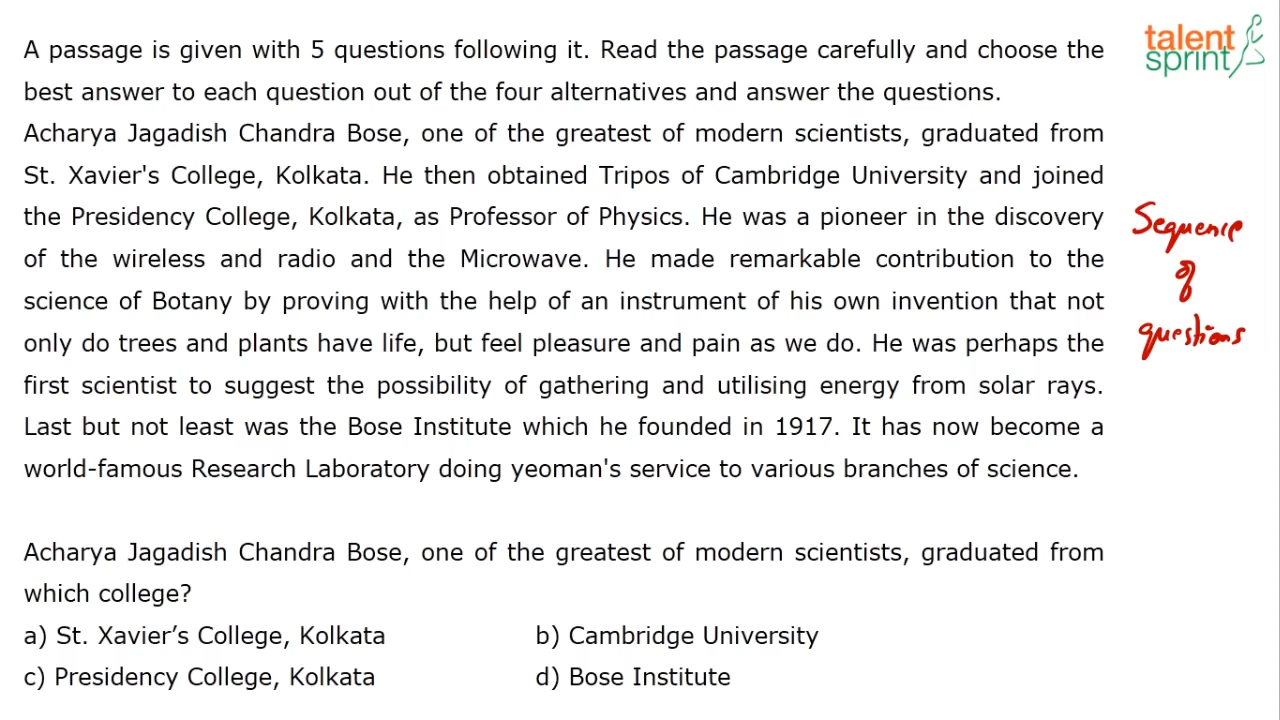 A passage is given with 5 questions following it. Read the passage carefully and choose the
best answer to each question out of the four alternatives and answer the questions.
Acharya Jagadish Chandra Bose, one of the greatest of modern scientists, graduated from
St. Xavier's College, Kolkata. He then obtained Tripos of Cambridge University and joined
the Presidency College, Kolkata, as Professor of Physics. He was a pioneer in the discovery
of the wireless and radio and the Microwave. He made remarkable contribution to the
science of Botany by proving with the help of an instrument of his own invention that not
only do trees and plants have life, but feel pleasure and pain as we do. He was perhaps the
first scientist to suggest the possibility of gathering and utilising energy from solar rays.
Last but not least was the Bose Institute which he founded in 1917. It has now become a
world-famous Research Laboratory doing yeoman's service to various branches of science.
Acharya Jagadish Chandra Bose, one of the greatest of modern scientists, graduated from
which college?
a) St. Xavier’s College, Kolkata
b) Cambridge University
c) Presidency College, Kolkata
d) Bose Institute
talent
sprint
Sequence
of
questions